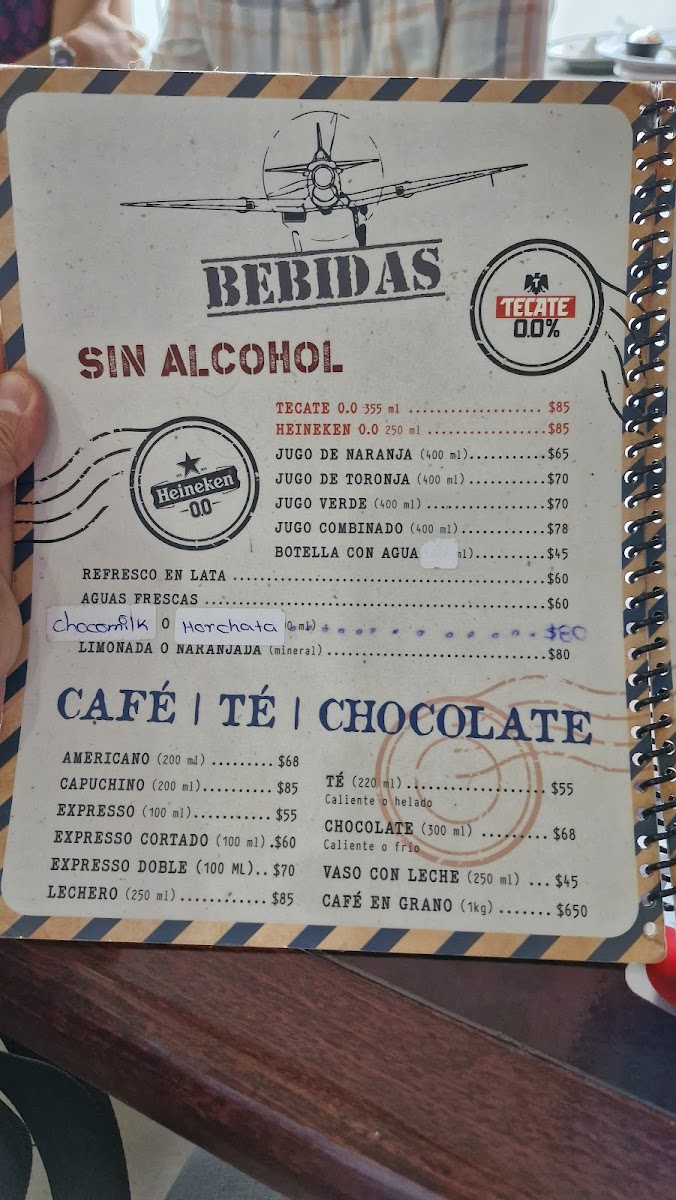 BEBIDAS
TECATE
0.0%
SIN ALCOHOL
TECATE 0.0 355 ml ...................... $85
HEINEKEN 0.0 250 ml .................. $85
Heineken
0.0
JUGO DE NARANJA (400 ml)............. $65
JUGO DE TORONJA (400 ml)............. $70
JUGO VERDE (400 ml) .................... $70
JUGO COMBINADO (400 ml)............. $78
BOTELLA CON AGUA ml)............. $45
REFRESCO EN LATA ................................................ $60
AGUAS FRESCAS .................................................... $60
Chocomilk O Horchata 0 ml) . . . . . . . . . . $80
LIMONADA O NARANJADA (mineral) ................................ $80
CAFÉ | TÉ | CHOCOLATE
AMERICANO (200 ml) ......... $68
CAPUCHINO (200 ml).......... $85
EXPRESSO (100 ml)........... $55
EXPRESSO CORTADO (100 ml) . $60
EXPRESSO DOBLE (100 ML).. $70
LECHERO (250 ml)............ $85
TÉ (220 ml) ..................... $55
Caliente o helado
CHOCOLATE (300 ml) .......... $68
Caliente o frio
VASO CON LECHE (250 ml) ... $45
CAFÉ EN GRANO (1kg) ....... $650